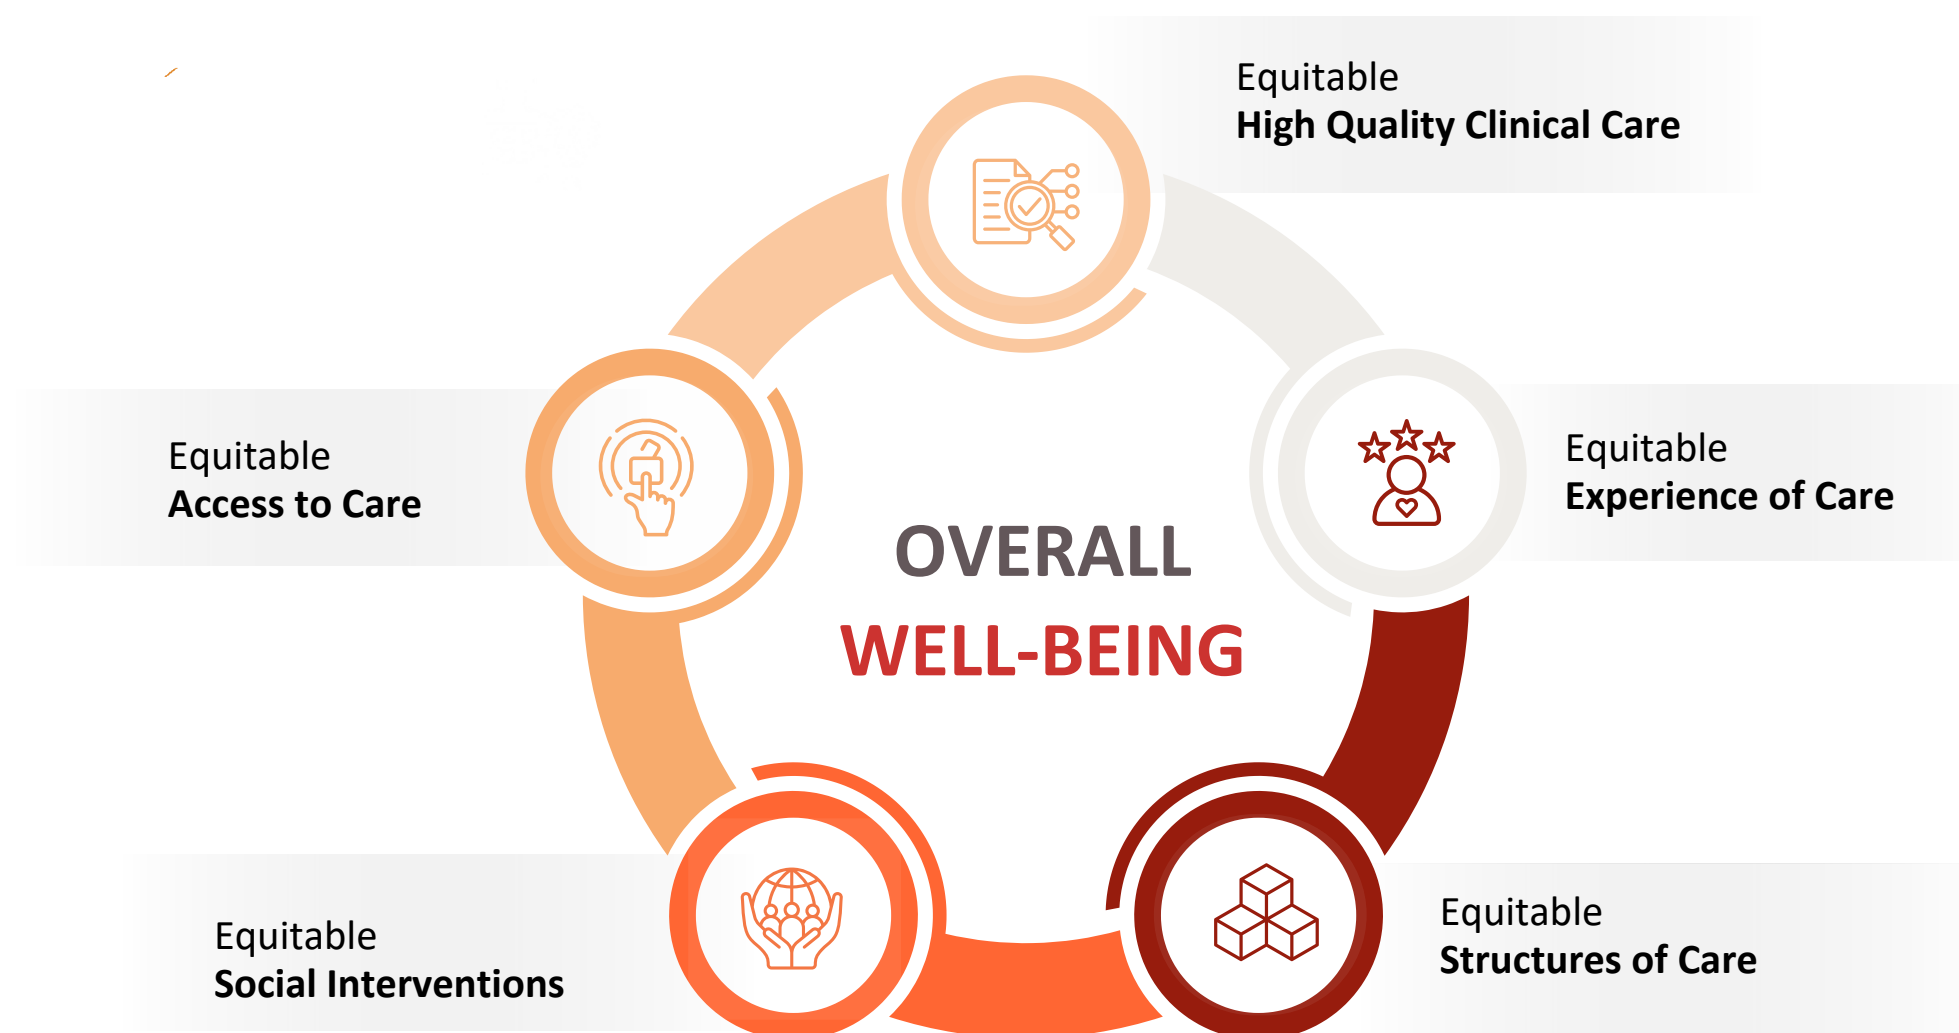 Equitable
High Quality Clinical Care
Equitable
Access to Care
Equitable
Experience of Care
OVERALL
WELL-BEING
Equitable
Social Interventions
Equitable
Structures of Care